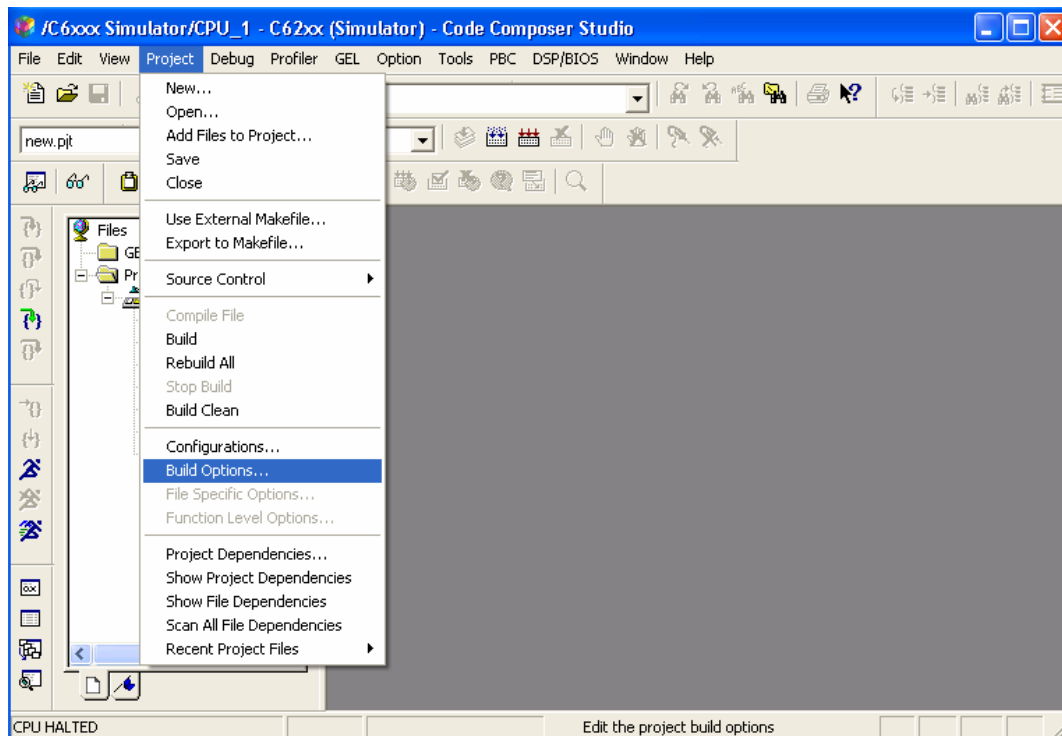 /C6xxx Simulator/CPU_1 - C62xx (Simulator) - Code Composer Studio
File Edit View Project Debug Profiler GEL Option Tools PBC DSP/BIOS Window Help
new.pjt
New...
Open...
Add Files to Project...
Save
Close
Use External Makefile...
Export to Makefile...
Source Control
Compile File
Build
Rebuild All
Stop Build
Build Clean
Configurations...
Build Options...
File Specific Options...
Function Level Options...
Project Dependencies...
Show Project Dependencies
Show File Dependencies
Scan All File Dependencies
Recent Project Files
Files
GE
Pr
CPU HALTED
Edit the project build options